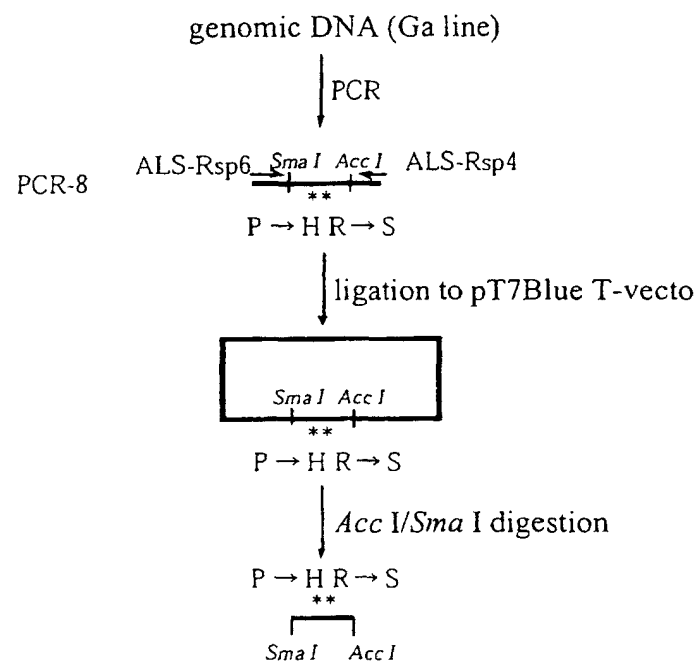 genomic DNA (Ga line)
PCR
ALS-Rsp6 Sma I Acc I ALS-Rsp4
PCR-8
**
P → H R → S
ligation to pT7Blue T-vecto
Sma I Acc I
**
P → H R → S
Acc I/Sma I digestion
P → H R → S
**
Sma I Acc I